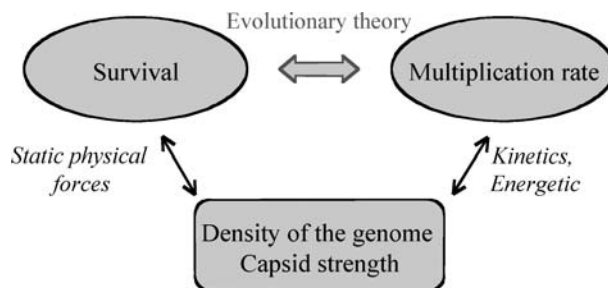 Evolutionary theory
Survival
Multiplication rate
Static physical
forces
Kinetics,
Energetic
Density of the genome
Capsid strength